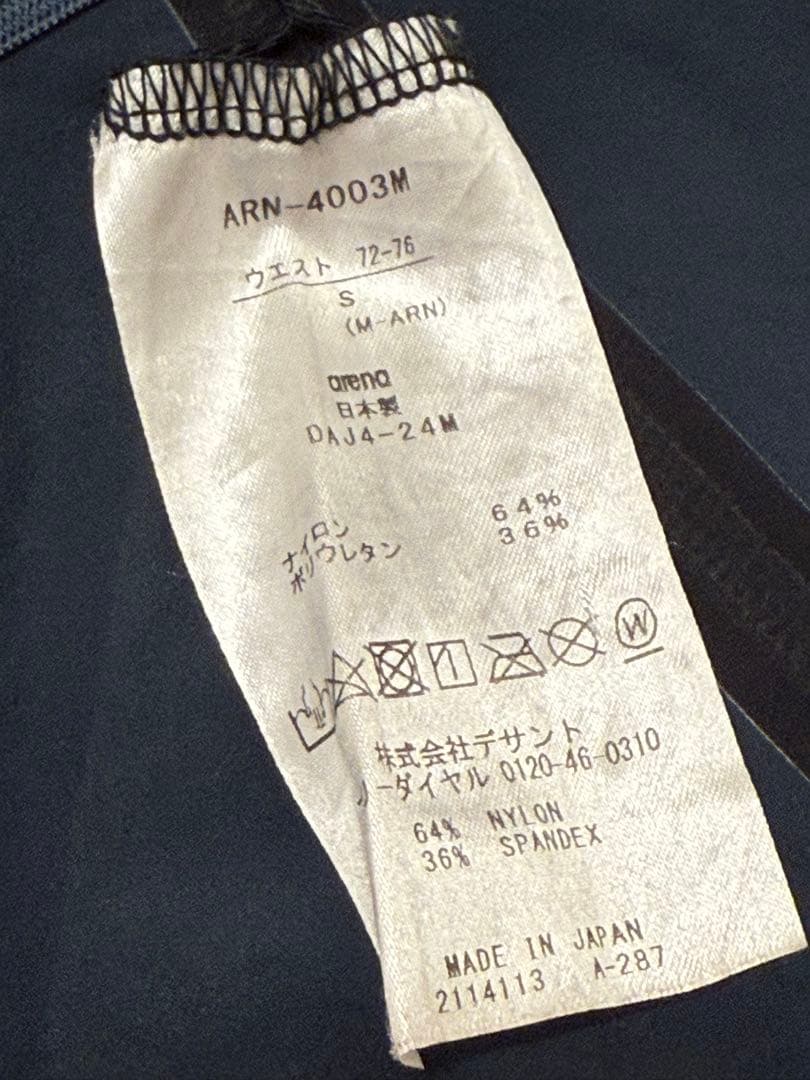 ARN-4003M
ウエスト 72-76
S
(M-ARN)
arena
日本製
DAJ4-24M
ナイロン 64%
ポリウレタン 36%
W
株式会社デサント
ーダイヤル 0120-46-0310
64% NYLON
36% SPANDEX
MADE IN JAPAN
2114113 A-287